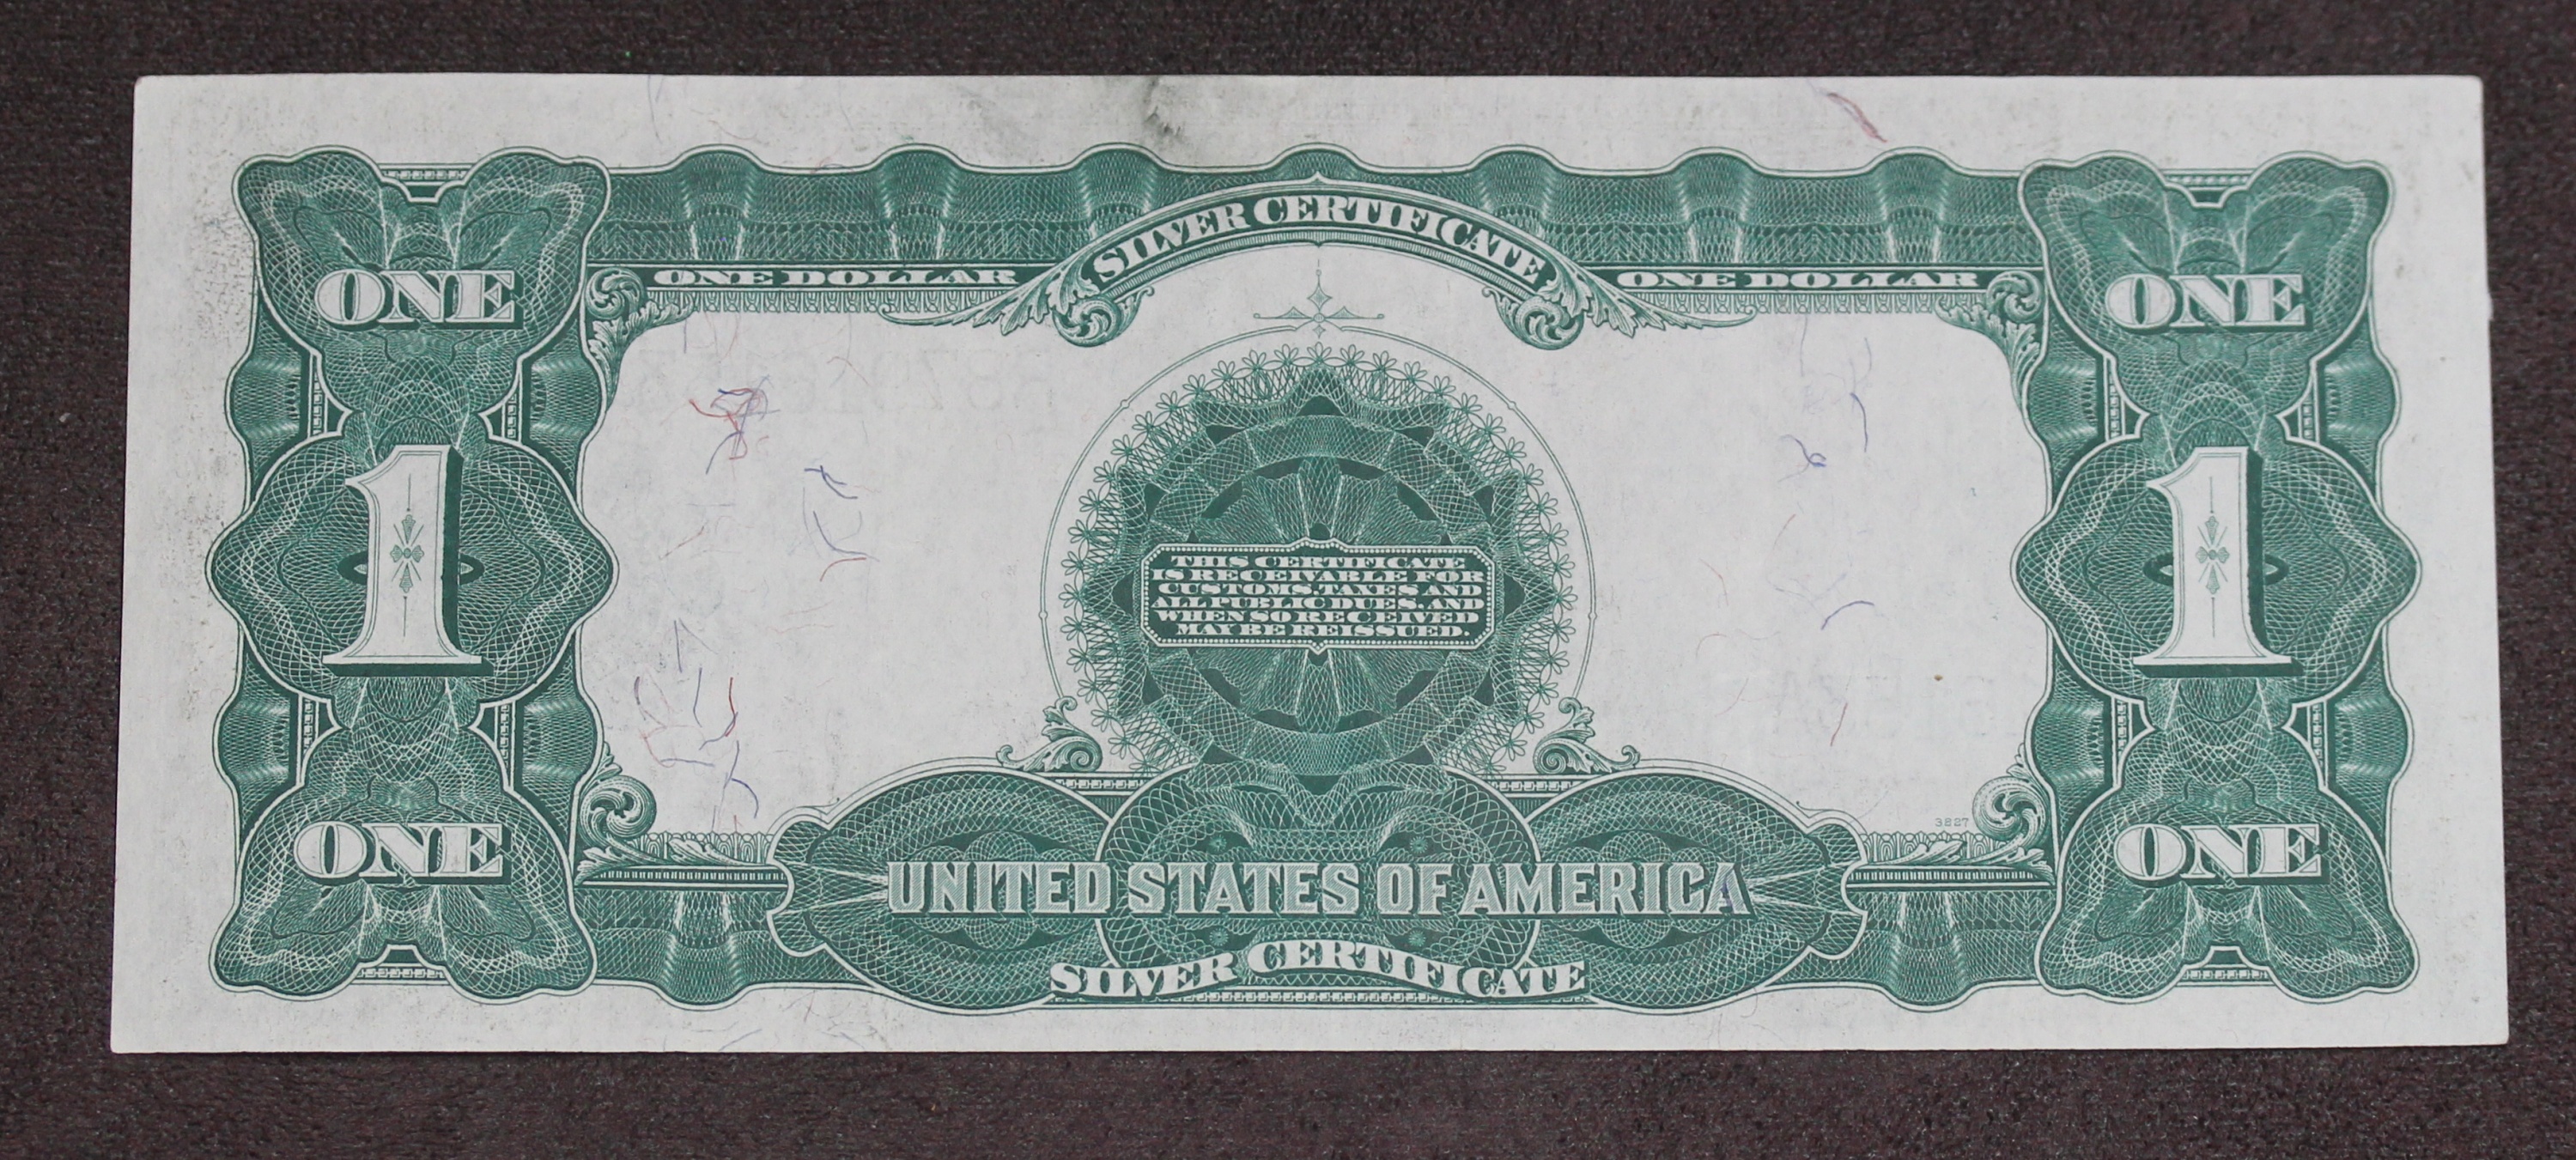 SILVER CERTIFICATE
ONE DOLLAR ONE DOLLAR
ONE ONE
1 1
THIS CERTIFICATE
IS RECEIVABLE FOR
CUSTOMS, TAXES AND
ALL PUBLIC DUES, AND
WHEN SO RECEIVED
MAY BE REISSUED.
3827
ONE ONE
UNITED STATES OF AMERICA
SILVER CERTIFICATE